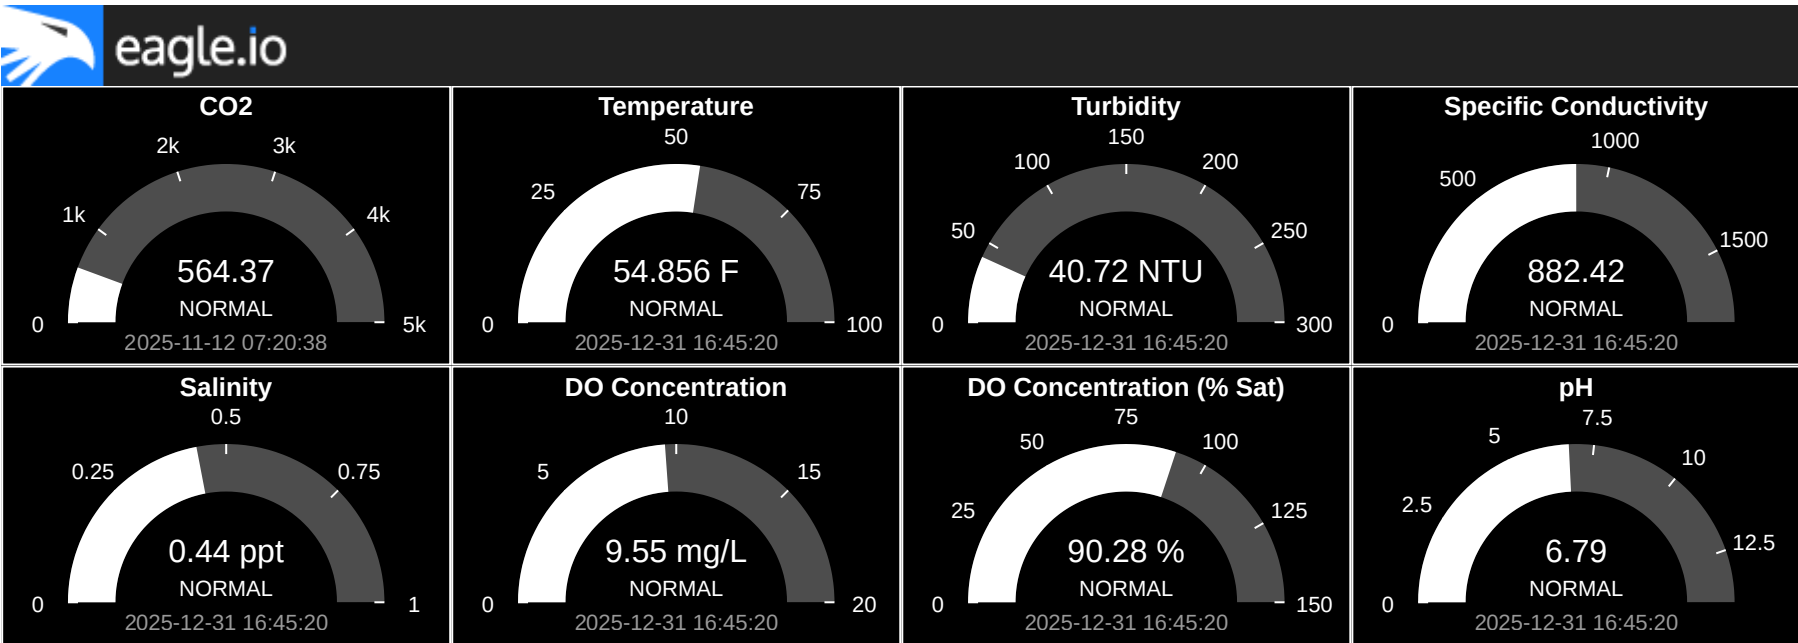 eagle.io
CO2
2k
3k
1k
4k
564.37
NORMAL
0
5k
2025-11-12 07:20:38
Temperature
50
25
75
54.856 F
NORMAL
0
100
2025-12-31 16:45:20
Turbidity
150
100
200
50
250
40.72 NTU
NORMAL
0
300
2025-12-31 16:45:20
Specific Conductivity
1000
500
1500
882.42
NORMAL
0
2025-12-31 16:45:20
Salinity
0.5
0.25
0.75
0.44 ppt
NORMAL
0
1
2025-12-31 16:45:20
DO Concentration
10
5
15
9.55 mg/L
NORMAL
0
20
2025-12-31 16:45:20
DO Concentration (% Sat)
75
50
100
25
125
90.28 %
NORMAL
0
150
2025-12-31 16:45:20
pH
7.5
5
10
2.5
12.5
6.79
NORMAL
0
2025-12-31 16:45:20